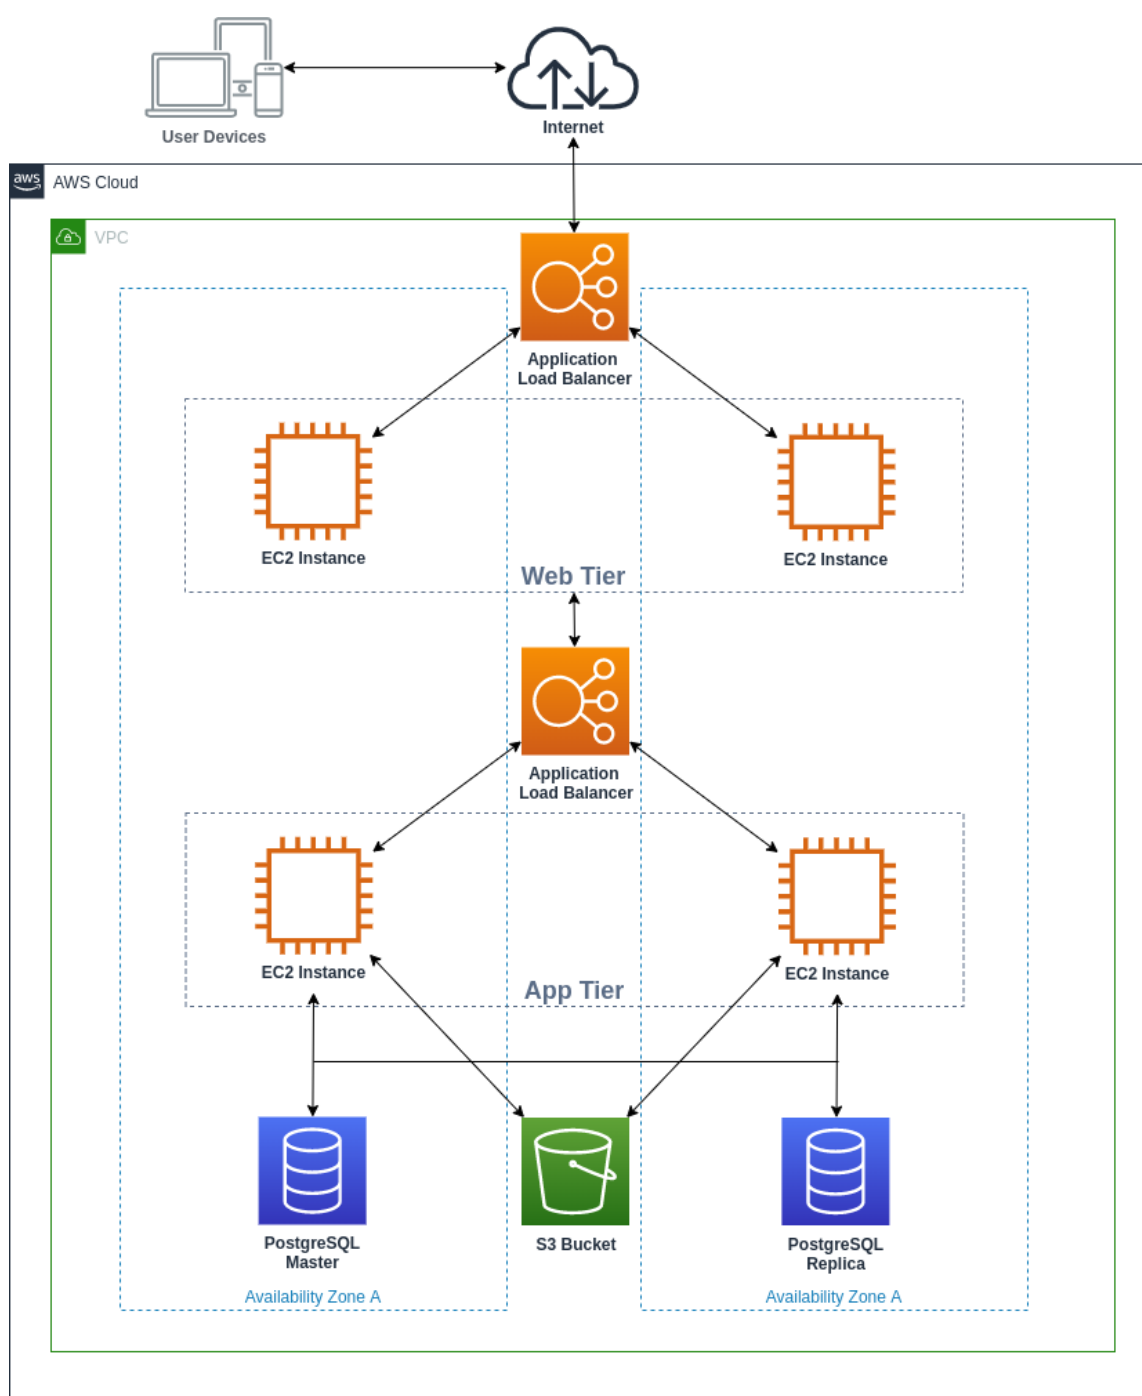 User Devices
Internet
aws
AWS Cloud
VPC
Application
Load Balancer
EC2 Instance
EC2 Instance
Web Tier
Application
Load Balancer
EC2 Instance
EC2 Instance
App Tier
PostgreSQL
Master
S3 Bucket
PostgreSQL
Replica
Availability Zone A
Availability Zone A